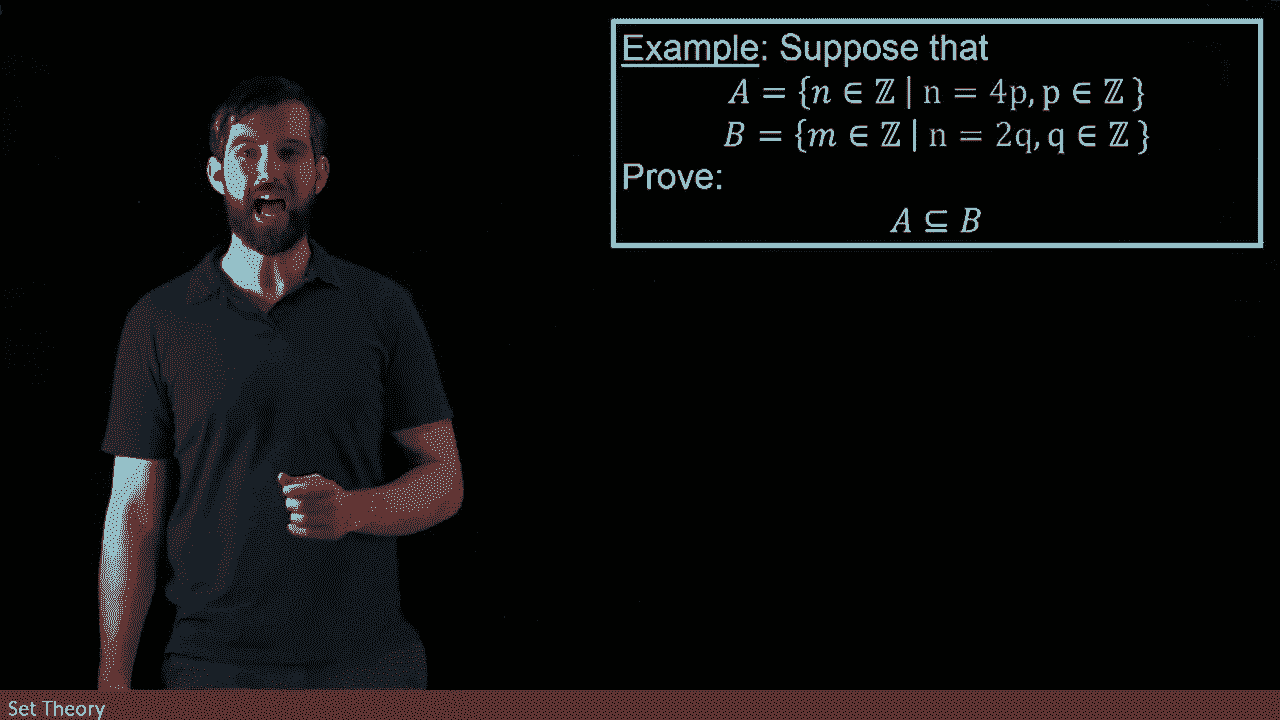 Example: Suppose that
A = {n ∈ ℤ | n = 4p, p ∈ ℤ }
B = {m ∈ ℤ | n = 2q, q ∈ ℤ }
Prove:
A ⊆ B
Set Theory